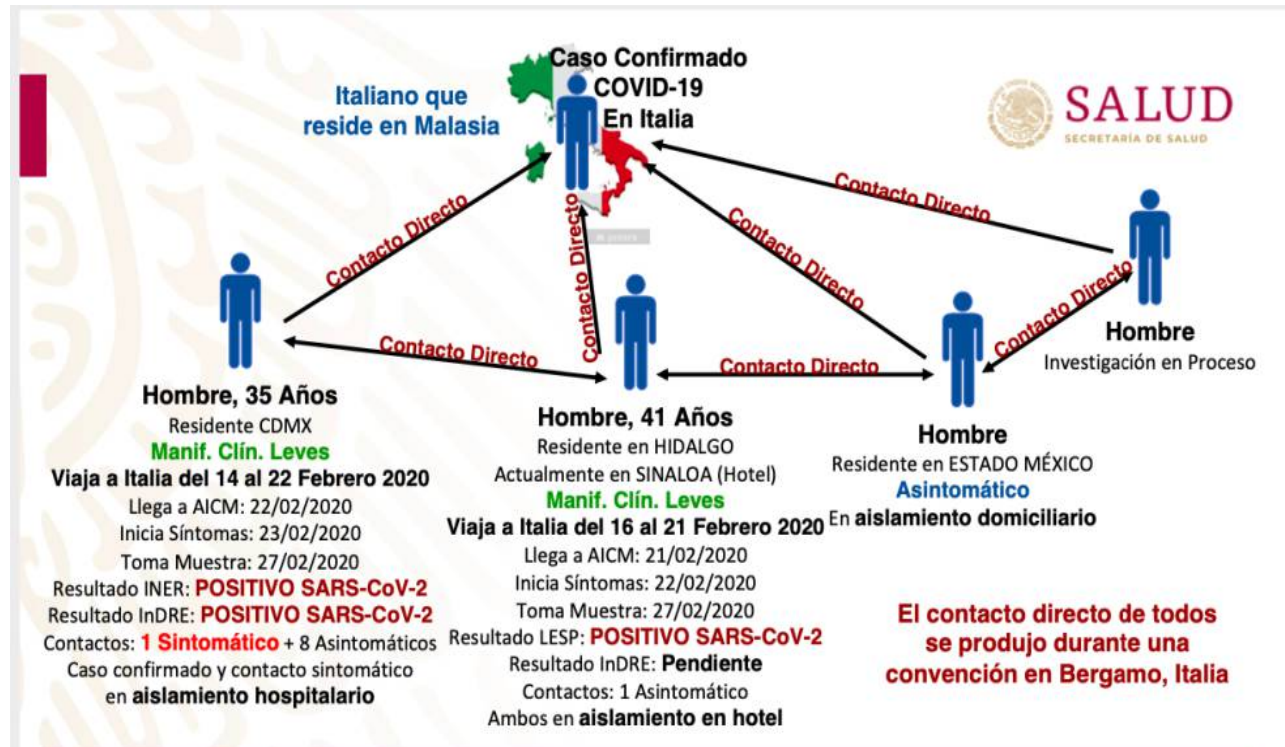 Caso Confirmado
COVID-19
En Italia
Italiano que
reside en Malasia
SALUD
SECRETARÍA DE SALUD
Contacto Directo
Contacto Directo
Contacto Directo
Contacto Directo
Contacto Directo
Contacto Directo
Contacto Directo
Hombre, 35 Años
Residente CDMX
Manif. Clín. Leves
Viaja a Italia del 14 al 22 Febrero 2020
Llega a AICM: 22/02/2020
Inicia Síntomas: 23/02/2020
Toma Muestra: 27/02/2020
Resultado INER: POSITIVO SARS-CoV-2
Resultado InDRE: POSITIVO SARS-CoV-2
Contactos: 1 Sintomático + 8 Asintomáticos
Caso confirmado y contacto sintomático
en aislamiento hospitalario
Hombre, 41 Años
Residente en HIDALGO
Actualmente en SINALOA (Hotel)
Manif. Clín. Leves
Viaja a Italia del 16 al 21 Febrero 2020
Llega a AICM: 21/02/2020
Inicia Síntomas: 22/02/2020
Toma Muestra: 27/02/2020
Resultado LESP: POSITIVO SARS-CoV-2
Resultado InDRE: Pendiente
Contactos: 1 Asintomático
Ambos en aislamiento en hotel
Hombre
Residente en ESTADO MÉXICO
Asintomático
En aislamiento domiciliario
Hombre
Investigación en Proceso
El contacto directo de todos
se produjo durante una
convención en Bergamo, Italia